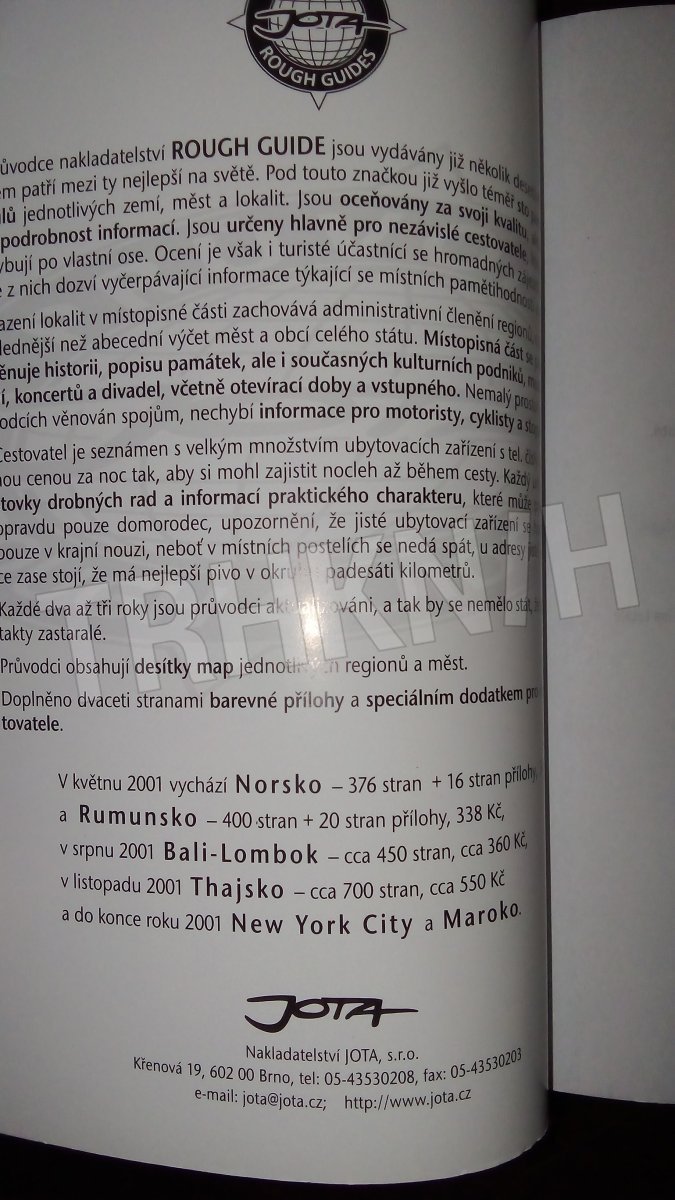 JOTA
ROUGH GUIDES
ůvodce nakladatelství ROUGH GUIDE jsou vydávány již několik
em patří mezi ty nejlepší na světě. Pod touto značkou již vyšlo téměř sto
lů jednotlivých zemí, měst a lokalit. Jsou oceňovány za svoji kvalitu,
podrobnost informací. Jsou určeny hlavně pro nezávislé cestovatele,
ybují po vlastní ose. Ocení je však i turisté účastnící se hromadných
e z nich dozví vyčerpávající informace týkající se místních pamětihodnos
azení lokalit v místopisné části zachovává administrativní členění regionů,
lednější než abecední výčet měst a obcí celého státu. Místopisná část se
ěnuje historii, popisu památek, ale i současných kulturních podniků,
í, koncertů a divadel, včetně otevírací doby a vstupného. Nemalý
odcích věnován spojům, nechybí informace pro motoristy, cyklisty a
Cestovatel je seznámen s velkým množstvím ubytovacích zařízení s tel.
nou cenou za noc tak, aby si mohl zajistit nocleh až během cesty. Každý
tovky drobných rad a informací praktického charakteru, které může
opravdu pouze domorodec, upozornění, že jisté ubytovací zařízení se
pouze v krajní nouzi, neboť v místních postelích se nedá spát, u adresy
ce zase stojí, že má nejlepší pivo v okruhu padesáti kilometrů.
Každé dva až tři roky jsou průvodci aktualizováni, a tak by se nemělo stát,
takty zastaralé.
Průvodci obsahují desítky map jednotlivých regionů a měst.
Doplněno dvaceti stranami barevné přílohy a speciálním dodatkem pro
tovatele.
V květnu 2001 vychází Norsko – 376 stran + 16 stran přílohy,
a Rumunsko – 400 stran + 20 stran přílohy, 338 Kč,
v srpnu 2001 Bali-Lombok – cca 450 stran, cca 360 Kč,
v listopadu 2001 Thajsko – cca 700 stran, cca 550 Kč
a do konce roku 2001 New York City a Maroko.
JOTA
Nakladatelství JOTA, s.r.o.
Křenová 19, 602 00 Brno, tel: 05-43530208, fax: 05-43530203
e-mail: jota@jota.cz; http://www.jota.cz
TRHKNIH